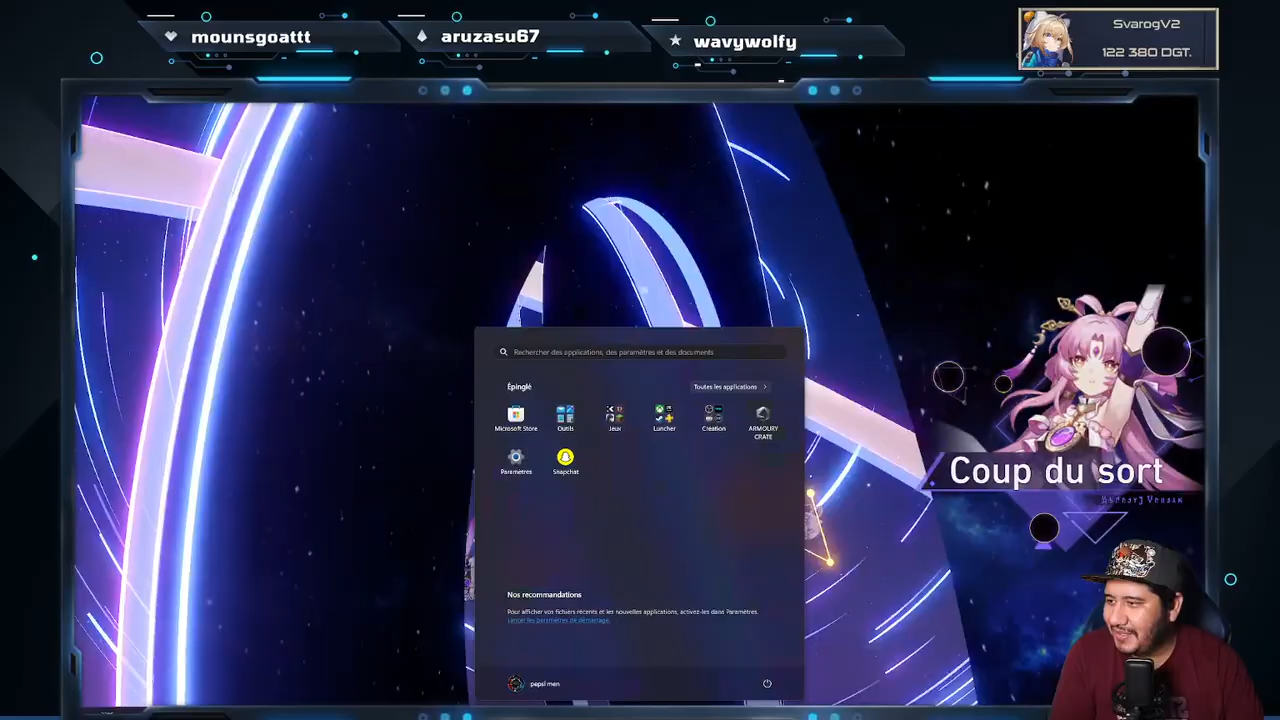 mounsgoattt
aruzasu67
wavywolfy
SvarogV2
122 380 DGT.
Rechercher des applications, des paramètres et des documents
Épinglé
Toutes les applications
Microsoft Store
Outils
Jeux
Luncher
Création
ARMOURY CRATE
Paramètres
Snapchat
Coup du sort
Nos recommandations
Pour afficher vos fichiers récents et les nouvelles applications, activez-les dans Paramètres.
Lancer les paramètres de démarrage.
pepsi men